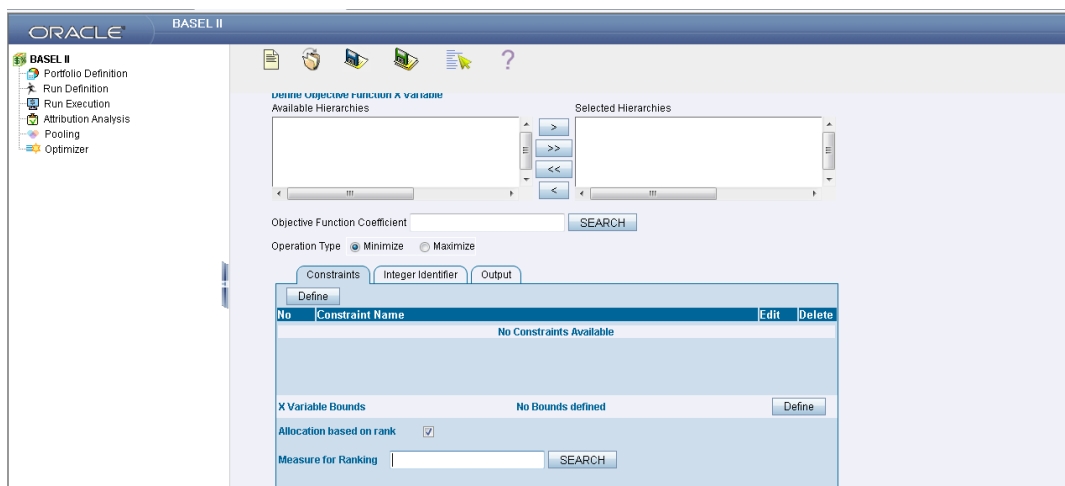 ORACLE
BASEL II
BASEL II
Portfolio Definition
Run Definition
Run Execution
Attribution Analysis
Pooling
Optimizer
?
Define Objective Function X Variable
Available Hierarchies
Selected Hierarchies
>
>>
<<
<
Objective Function Coefficient
SEARCH
Operation Type Minimize Maximize
Constraints Integer Identifier Output
Define
No Constraint Name Edit Delete
No Constraints Available
X Variable Bounds No Bounds defined Define
Allocation based on rank
Measure for Ranking SEARCH